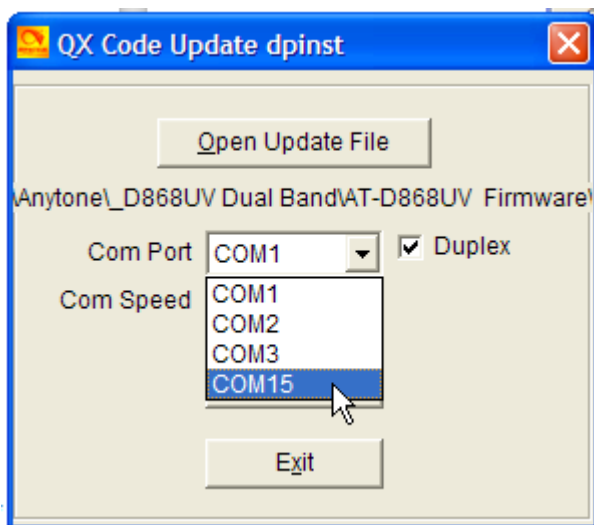 QX Code Update dpinst
Open Update File
\Anytone\_D868UV Dual Band\AT-D868UV Firmware\
Com Port COM1 Duplex
Com Speed COM1
COM2
COM3
COM15
Exit